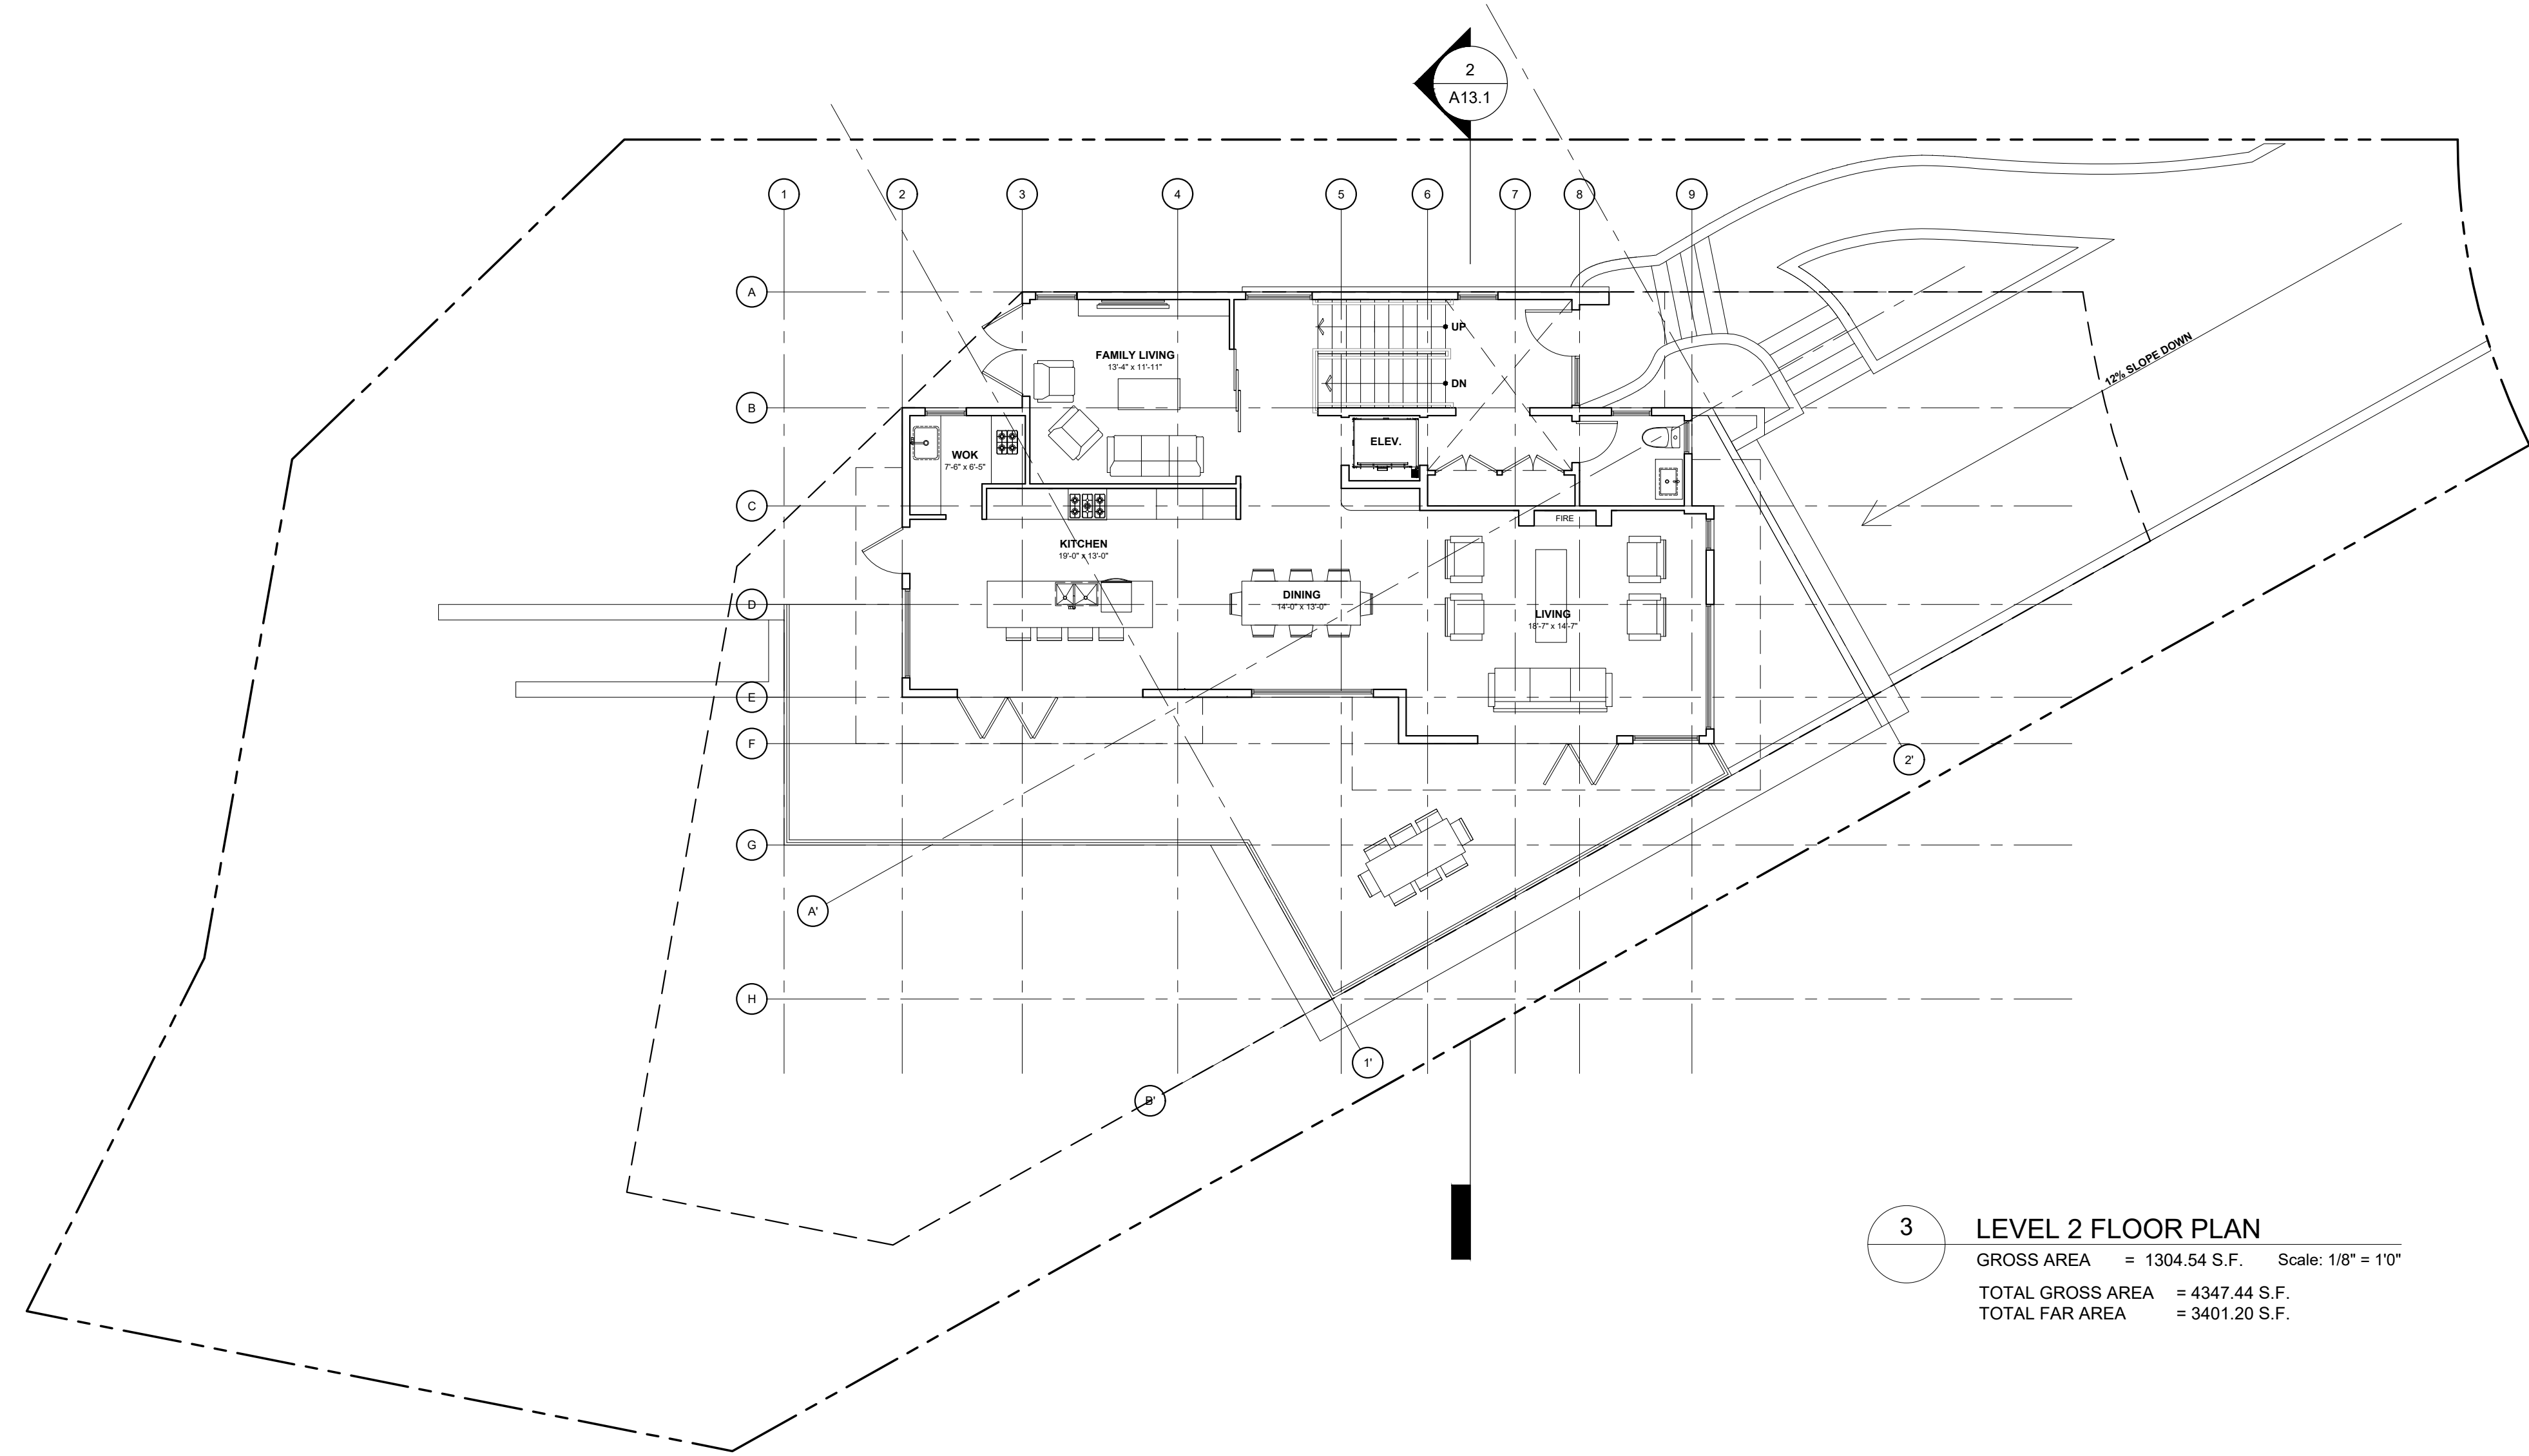 2
A13.1
1
2
3
4
5
6
7
8
9
A
UP
12% SLOPE DOWN
FAMILY LIVING
13'-4" x 11'-11"
DN
B
ELEV.
WOK
7'-6" x 6'-5"
C
FIRE
KITCHEN
19'-0" x 13'-0"
DINING
14'-0" x 13'-0"
D
LIVING
18'-7" x 14'-7"
E
F
2'
G
A'
H
1'
B'
3
LEVEL 2 FLOOR PLAN
GROSS AREA = 1304.54 S.F. Scale: 1/8" = 1'0"
TOTAL GROSS AREA = 4347.44 S.F.
TOTAL FAR AREA = 3401.20 S.F.